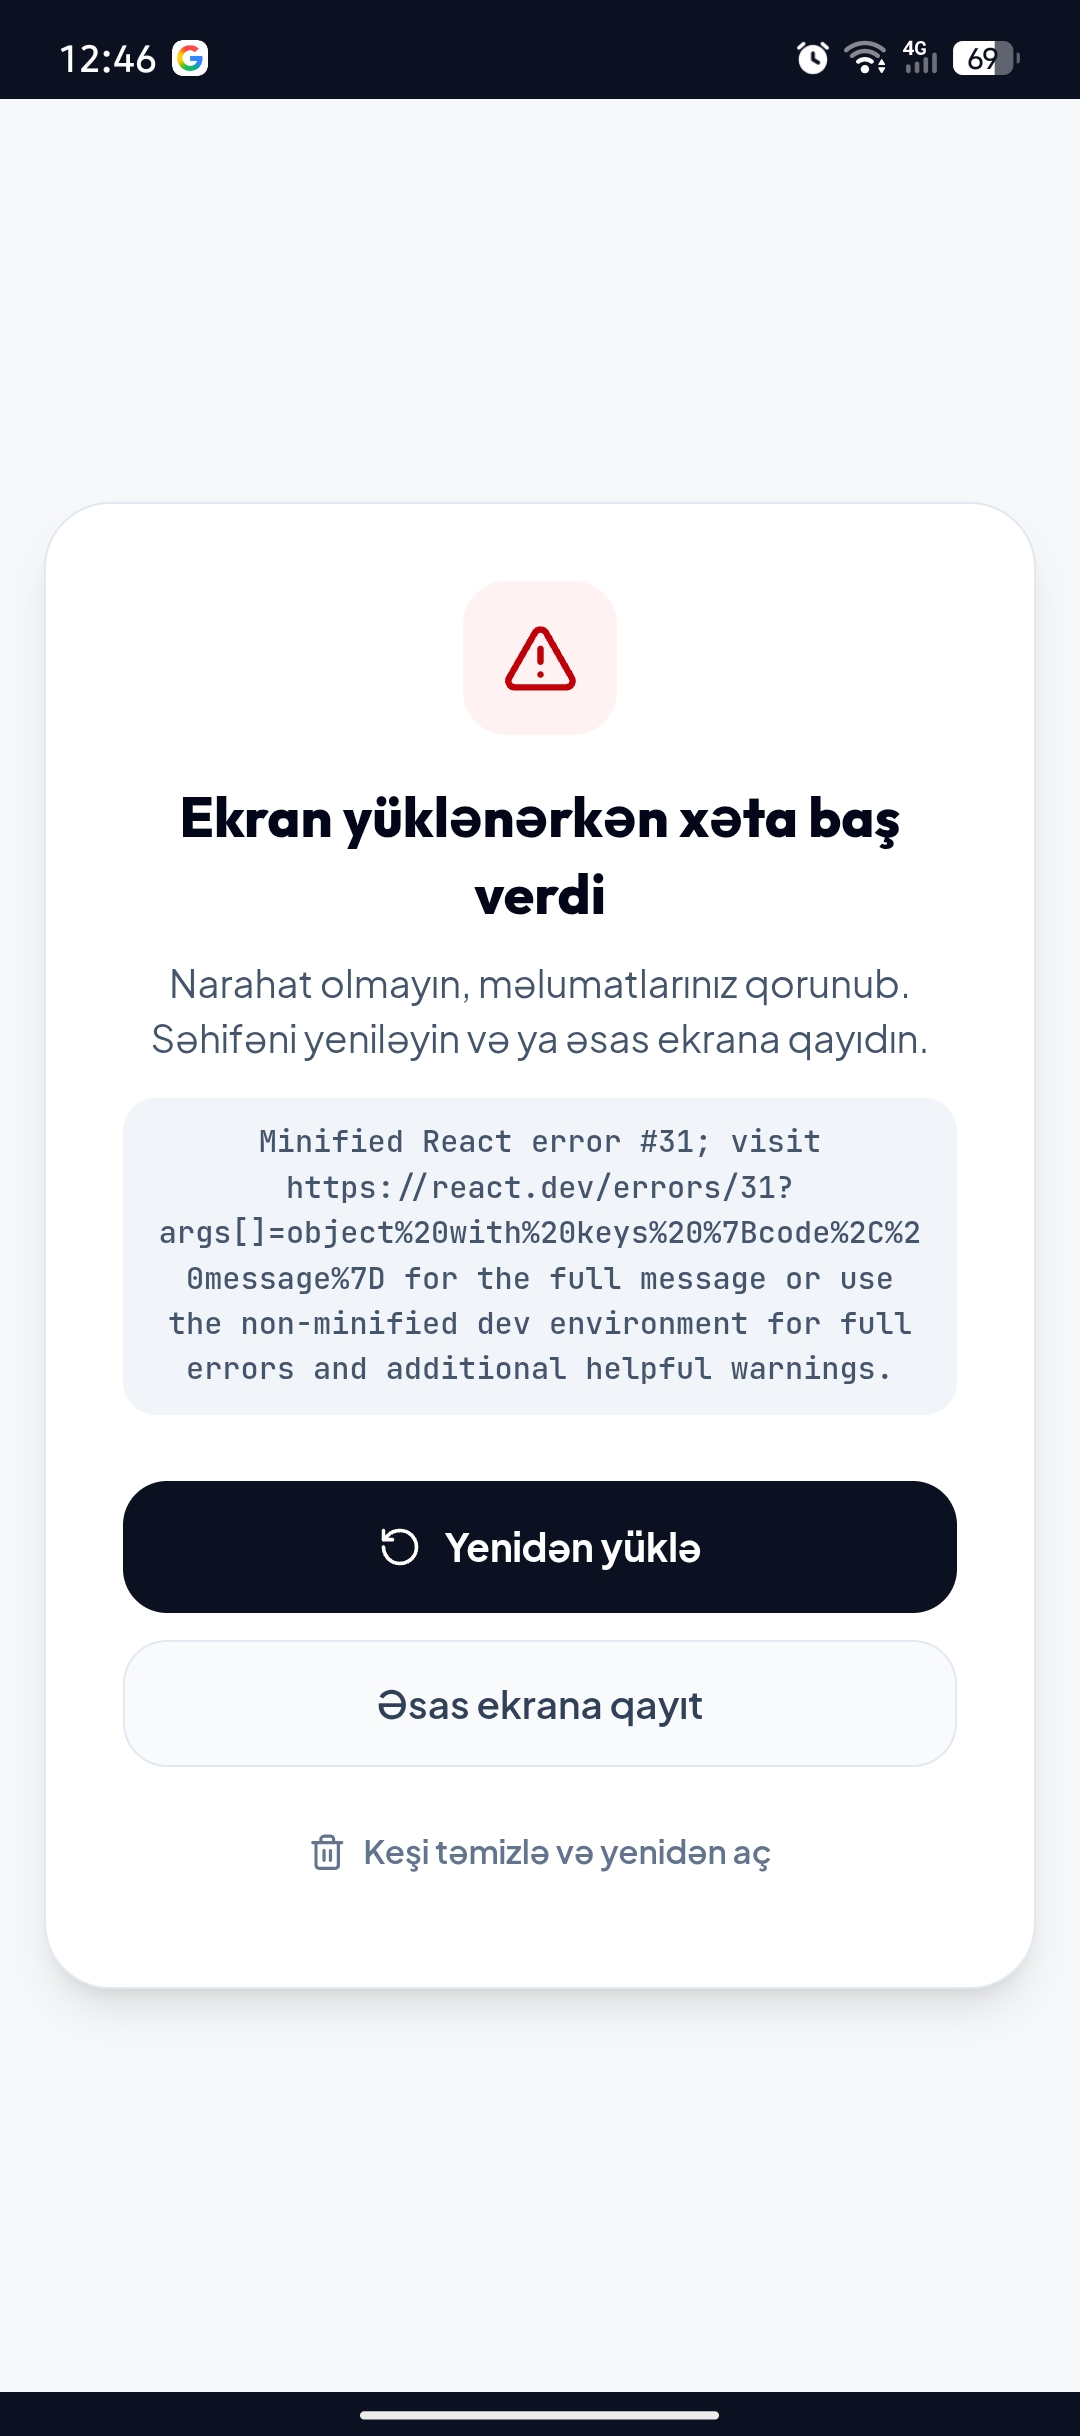 12:46
4G
69
Ekran yüklənərkən xəta baş
verdi
Narahat olmayın, məlumatlarınız qorunub.
Səhifəni yeniləyin və ya əsas ekrana qayıdın.
Minified React error #31; visit
https://react.dev/errors/31?
args[]=object%20with%20keys%20%7Bcode%2C%2
0message%7D for the full message or use
the non-minified dev environment for full
errors and additional helpful warnings.
Yenidən yüklə
Əsas ekrana qayıt
Keşi təmizlə və yenidən aç